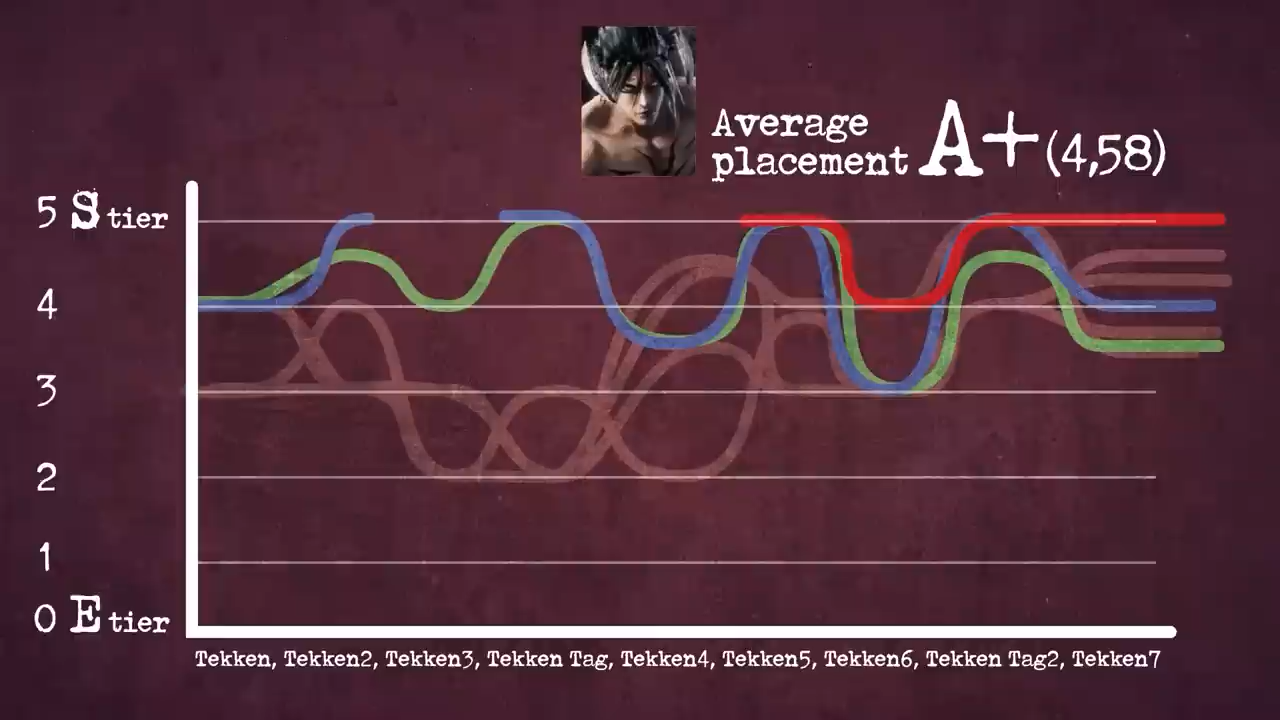 Average
placement A+ (4,58)
5 S tier
4
3
2
1
0 E tier
Tekken, Tekken2, Tekken3, Tekken Tag, Tekken4, Tekken5, Tekken6, Tekken Tag2, Tekken7